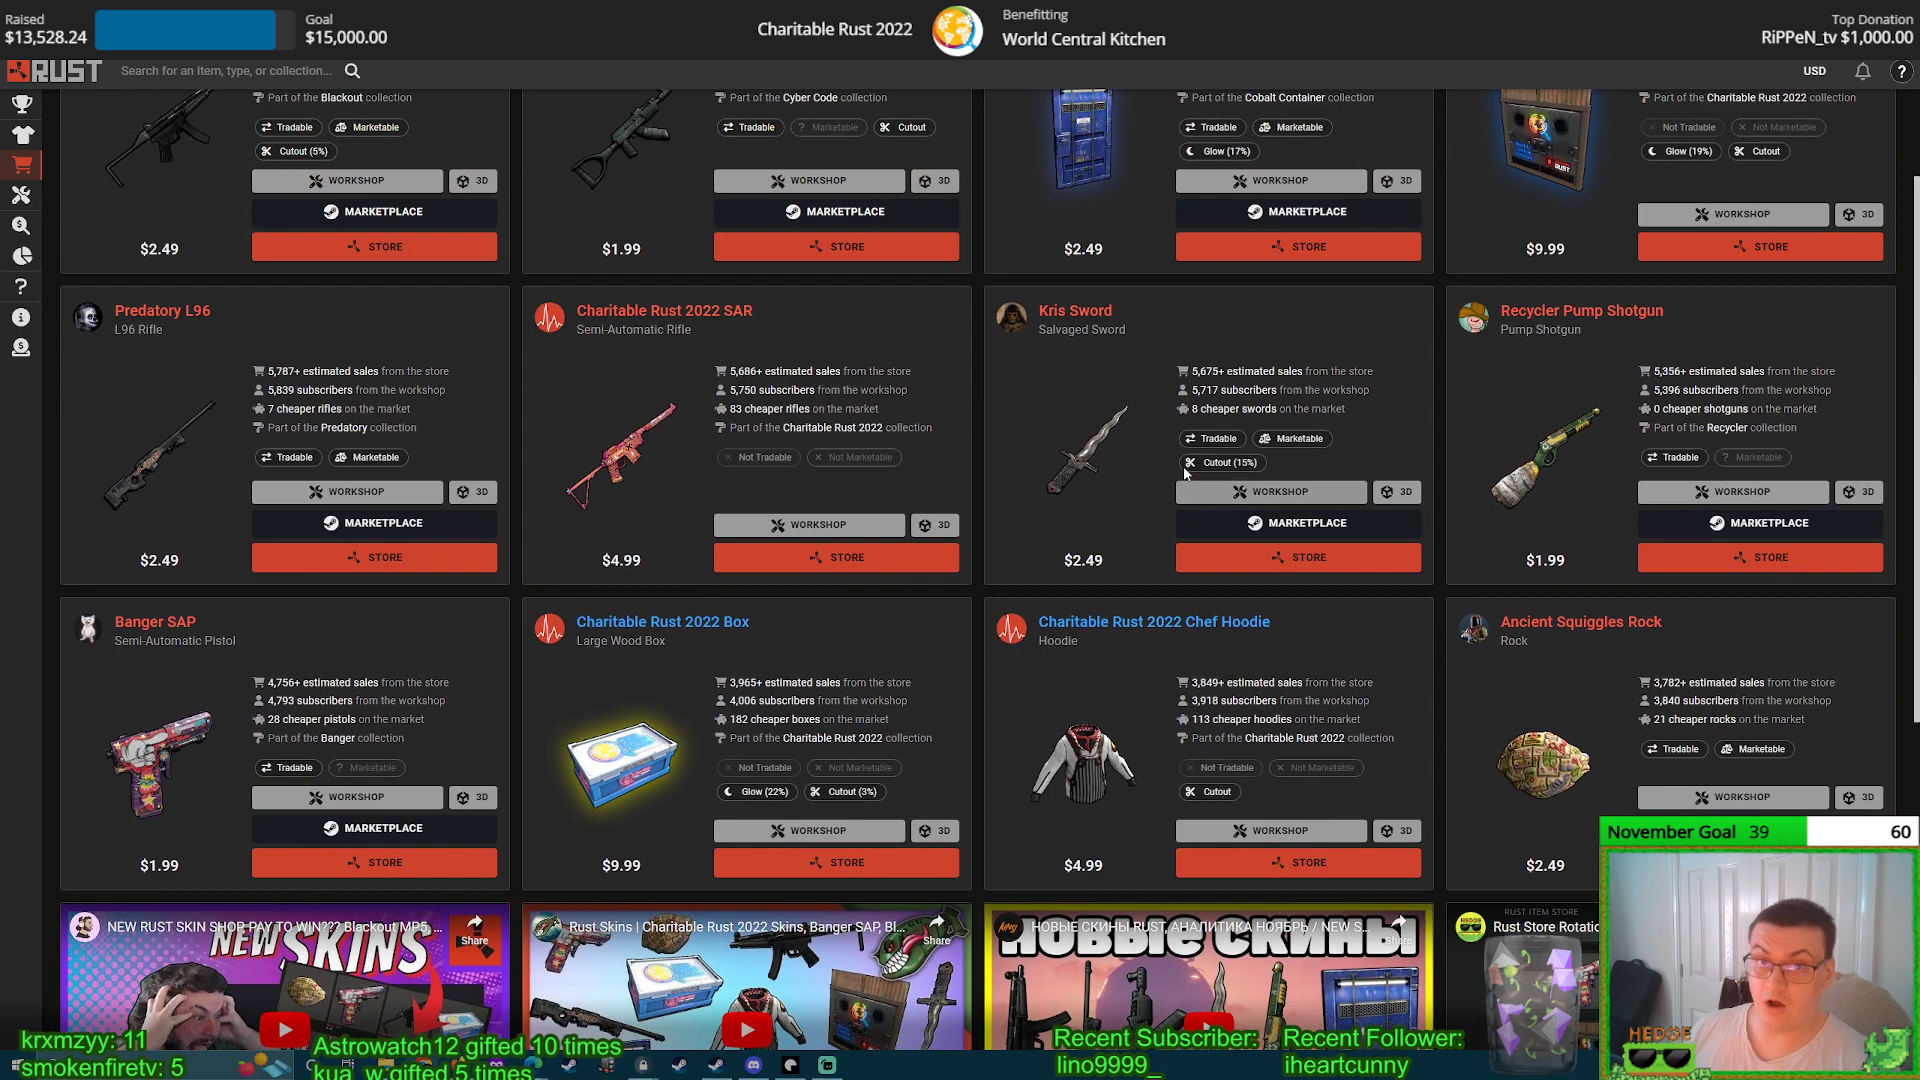 Raised
$13,528.24
Goal
$15,000.00
Charitable Rust 2022
Benefitting
World Central Kitchen
Top Donation
RiPPeN_tv $1,000.00
RUST
Search for an item, type, or collection...
USD
?
Part of the Blackout collection
Tradable
Marketable
Cutout (5%)
WORKSHOP
3D
MARKETPLACE
$2.49
STORE
Part of the Cyber Code collection
Tradable
? Marketable
Cutout
WORKSHOP
3D
MARKETPLACE
$1.99
STORE
Part of the Cobalt Container collection
Tradable
Marketable
Glow (17%)
WORKSHOP
3D
MARKETPLACE
$2.49
STORE
Part of the Charitable Rust 2022 collection
Not Tradable
Not Marketable
Glow (19%)
Cutout
WORKSHOP
3D
$9.99
STORE
Predatory L96
L96 Rifle
5,787+ estimated sales from the store
5,839 subscribers from the workshop
7 cheaper rifles on the market
Part of the Predatory collection
Tradable
Marketable
WORKSHOP
3D
MARKETPLACE
$2.49
STORE
Charitable Rust 2022 SAR
Semi-Automatic Rifle
5,686+ estimated sales from the store
5,750 subscribers from the workshop
83 cheaper rifles on the market
Part of the Charitable Rust 2022 collection
Not Tradable
Not Marketable
WORKSHOP
3D
$4.99
STORE
Kris Sword
Salvaged Sword
5,675+ estimated sales from the store
5,717 subscribers from the workshop
8 cheaper swords on the market
Tradable
Marketable
Cutout (15%)
WORKSHOP
3D
MARKETPLACE
$2.49
STORE
Recycler Pump Shotgun
Pump Shotgun
5,356+ estimated sales from the store
5,396 subscribers from the workshop
0 cheaper shotguns on the market
Part of the Recycler collection
Tradable
? Marketable
WORKSHOP
3D
MARKETPLACE
$1.99
STORE
Banger SAP
Semi-Automatic Pistol
4,756+ estimated sales from the store
4,793 subscribers from the workshop
28 cheaper pistols on the market
Part of the Banger collection
Tradable
? Marketable
WORKSHOP
3D
MARKETPLACE
$1.99
STORE
Charitable Rust 2022 Box
Large Wood Box
3,965+ estimated sales from the store
4,006 subscribers from the workshop
182 cheaper boxes on the market
Part of the Charitable Rust 2022 collection
Not Tradable
Not Marketable
Glow (22%)
Cutout (3%)
WORKSHOP
3D
$9.99
STORE
Charitable Rust 2022 Chef Hoodie
Hoodie
3,849+ estimated sales from the store
3,918 subscribers from the workshop
113 cheaper hoodies on the market
Part of the Charitable Rust 2022 collection
Not Tradable
Not Marketable
Cutout
WORKSHOP
3D
$4.99
STORE
Ancient Squiggles Rock
Rock
3,782+ estimated sales from the store
3,840 subscribers from the workshop
21 cheaper rocks on the market
Tradable
Marketable
WORKSHOP
3D
$2.49
November Goal 39
60
NEW RUST SKIN SHOP PAY TO WIN??? Blackout MP5, ...
Share
NEW SKINS
Rust Skins | Charitable Rust 2022 Skins, Banger SAP, Bl...
Share
НОВЫЕ СКИНЫ RUST, АНАЛИТИКА НОЯБРЬ / NEW S...
Share
НОВЫЕ СКИНЫ
RUST ITEM STORE
Rust Store Rotatio
HEDGE
krxmzyy: 11
smokenfiretv: 5
Astrowatch12 gifted 10 times
kua_w gifted 5 times
Recent Subscriber:
lino9999_
Recent Follower:
iheartcunny